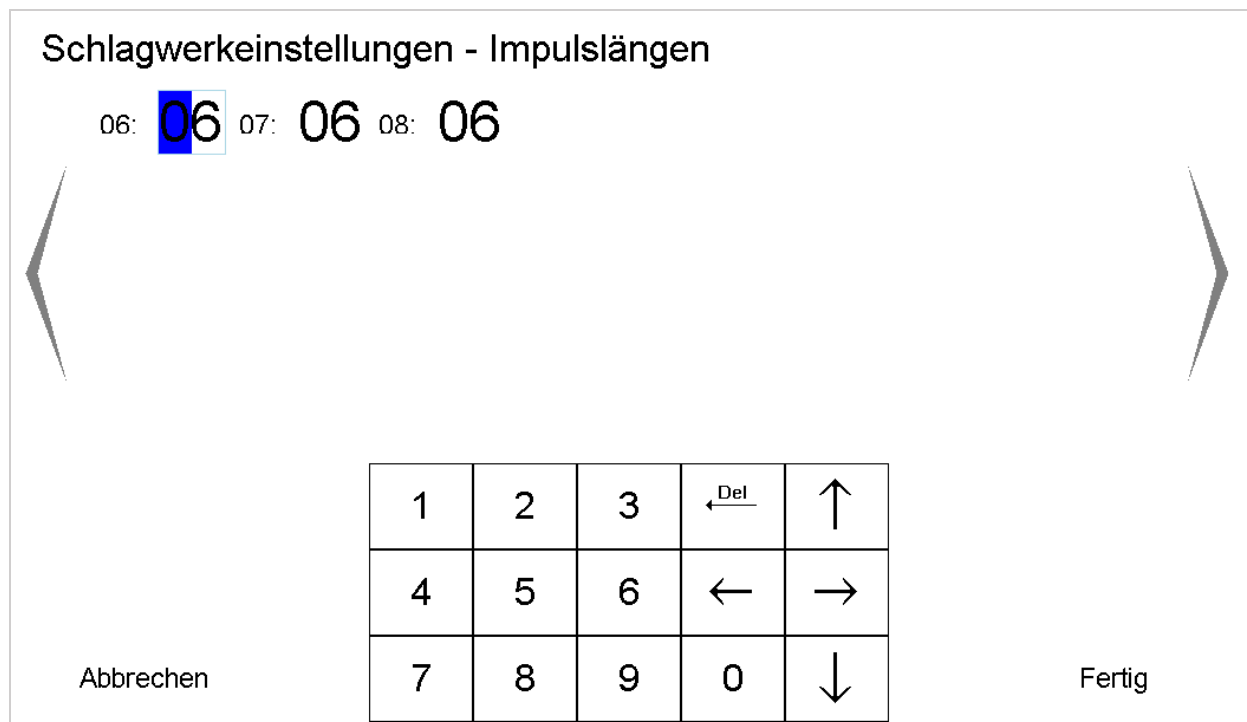 Schlagwerkeinstellungen - Impulslängen
06: 06 07: 06 08: 06
1 2 3 Del ↑
4 5 6 ← →
7 8 9 0 ↓
Abbrechen Fertig